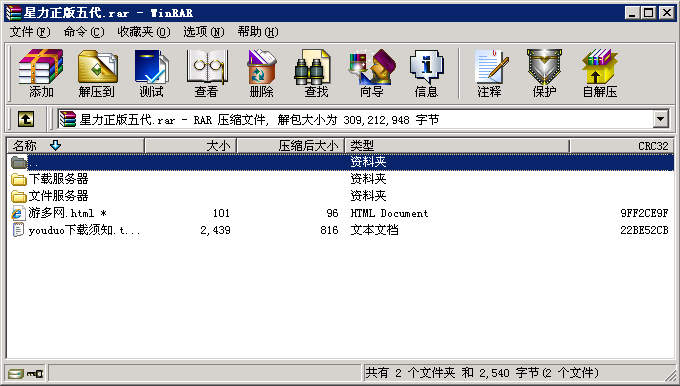 星力正版五代.rar - WinRAR
文件(F) 命令(C) 收藏夹(O) 选项(N) 帮助(H)
添加 解压到 测试 查看 删除 查找 向导 信息 注释 保护 自解压
星力正版五代.rar - RAR 压缩文件, 解包大小为 309,212,948 字节
名称 大小 压缩后大小 类型 CRC32
.. 资料夹
下载服务器 资料夹
文件服务器 资料夹
游多网.html * 101 96 HTML Document 9FF2CE9F
youduo下载须知.t... 2,439 816 文本文档 22BE52CB
共有 2 个文件夹 和 2,540 字节(2 个文件)